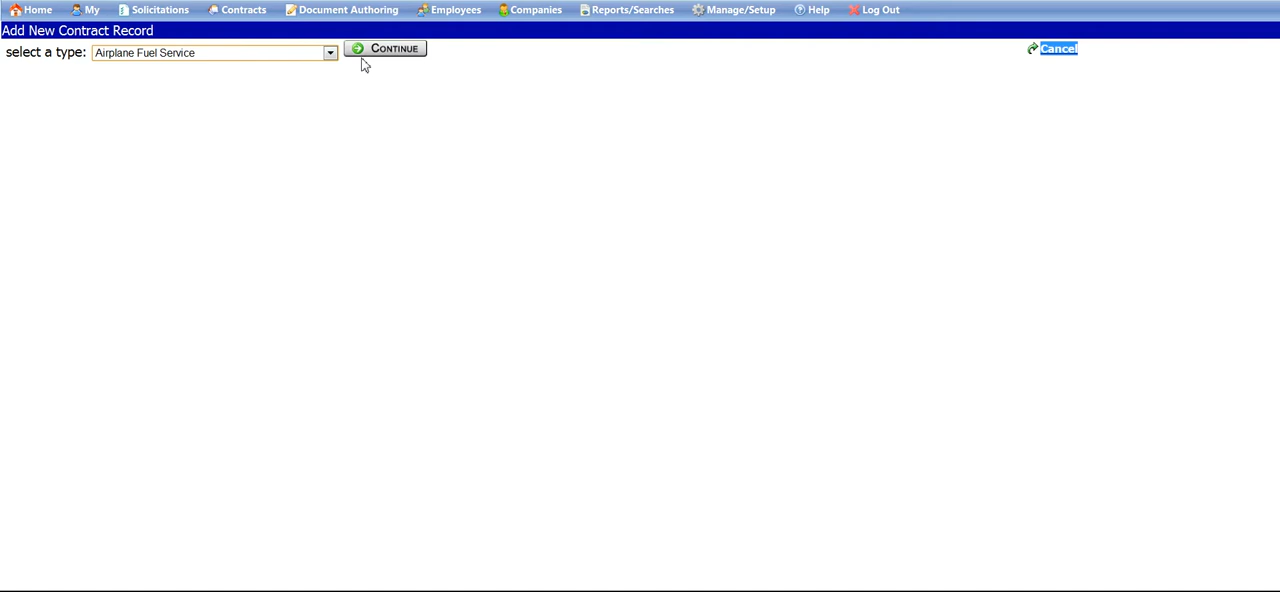 Home My Solicitations Contracts Document Authoring Employees Companies Reports/Searches Manage/Setup Help Log Out
Add New Contract Record
select a type: Airplane Fuel Service CONTINUE Cancel